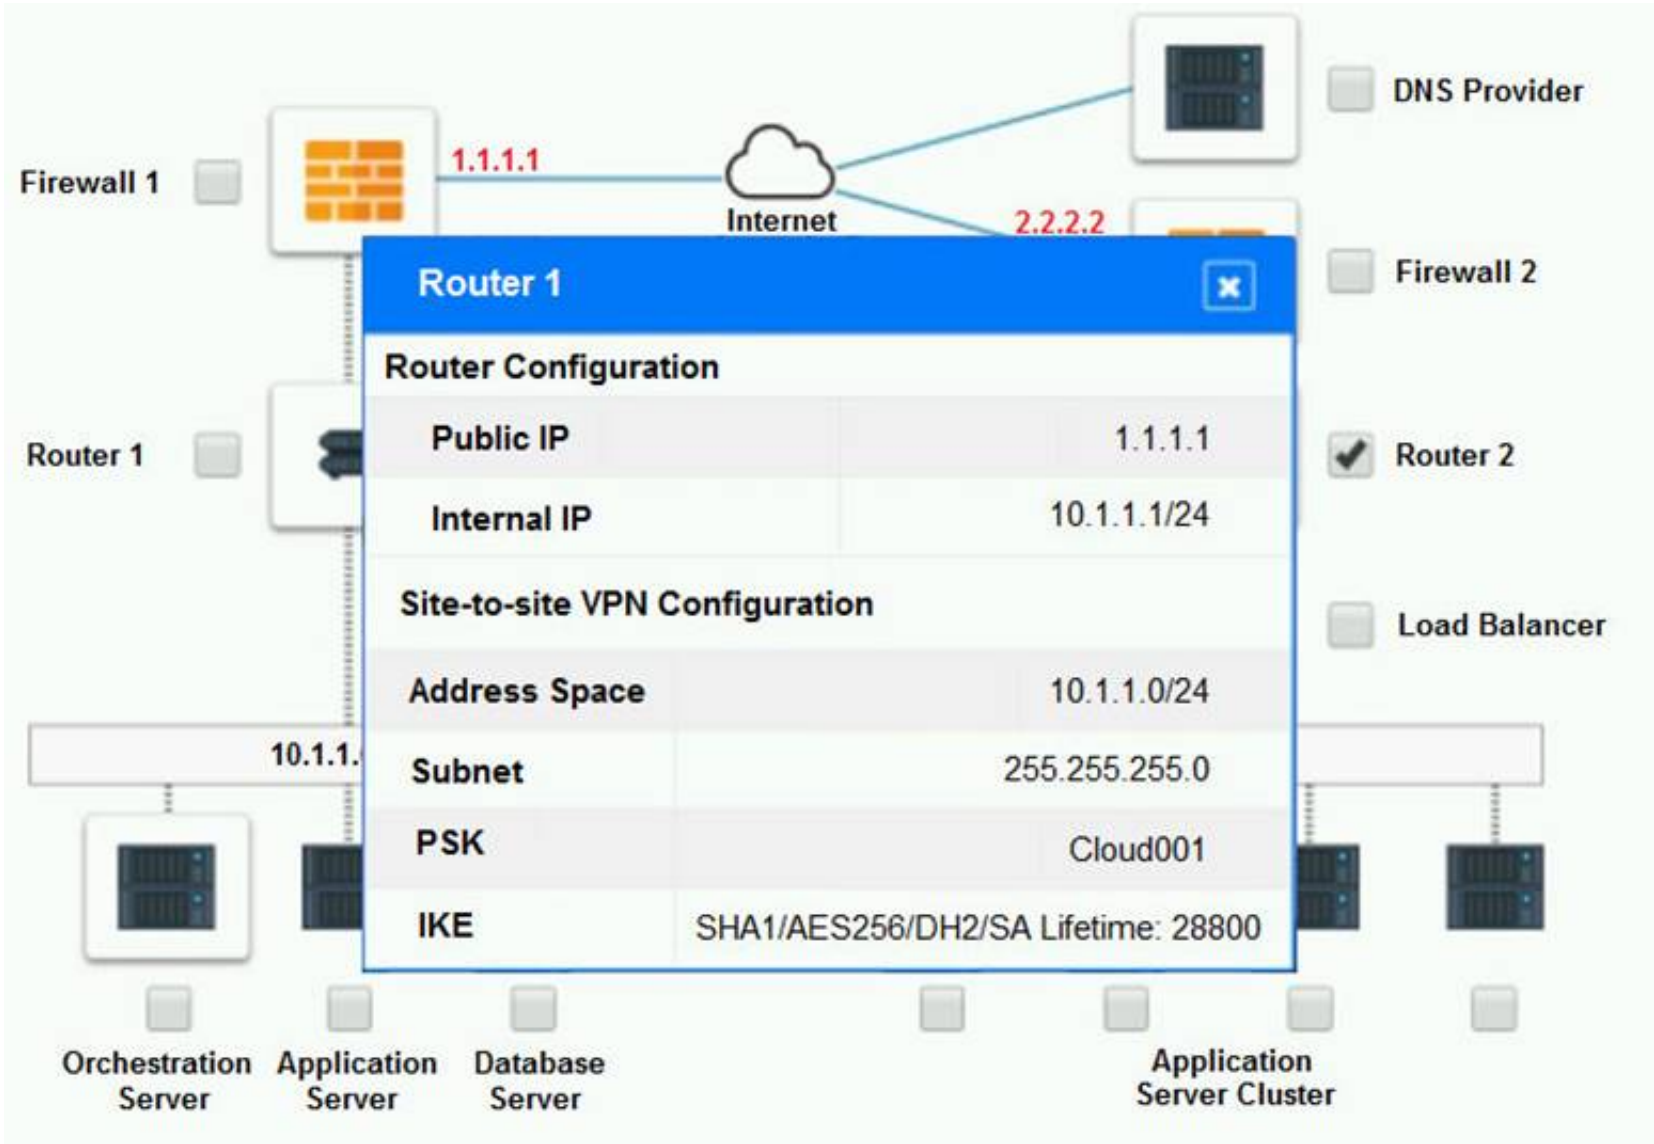 DNS Provider
Firewall 1
1.1.1.1
Internet
2.2.2.2
Firewall 2
Router 1
Router Configuration
Public IP 1.1.1.1
Internal IP 10.1.1.1/24
Router 1
Router 2
Site-to-site VPN Configuration
Load Balancer
Address Space 10.1.1.0/24
10.1.1.
Subnet 255.255.255.0
PSK Cloud001
IKE SHA1/AES256/DH2/SA Lifetime: 28800
Orchestration
Server
Application
Server
Database
Server
Application
Server Cluster